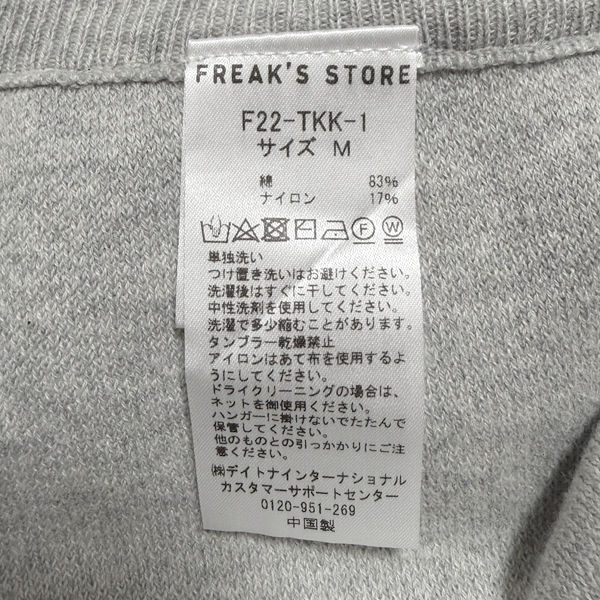 FREAK'S STORE
F22-TKK-1
サイズ M
綿 83%
ナイロン 17%
F W
単独洗い
つけ置き洗いはお避けください。
洗濯後はすぐに干してください。
中性洗剤を使用してください。
洗濯で多少縮むことがあります。
タンブラー乾燥禁止
アイロンはあて布を使用するよ
うにしてください。
ドライクリーニングの場合は、
ネットを御使用ください。
ハンガーに掛けないでたたんで
保管してください。
他のものとの引っかかりにご注
意ください。
㈱デイトナインターナショナル
カスタマーサポートセンター
0120-951-269
中国製